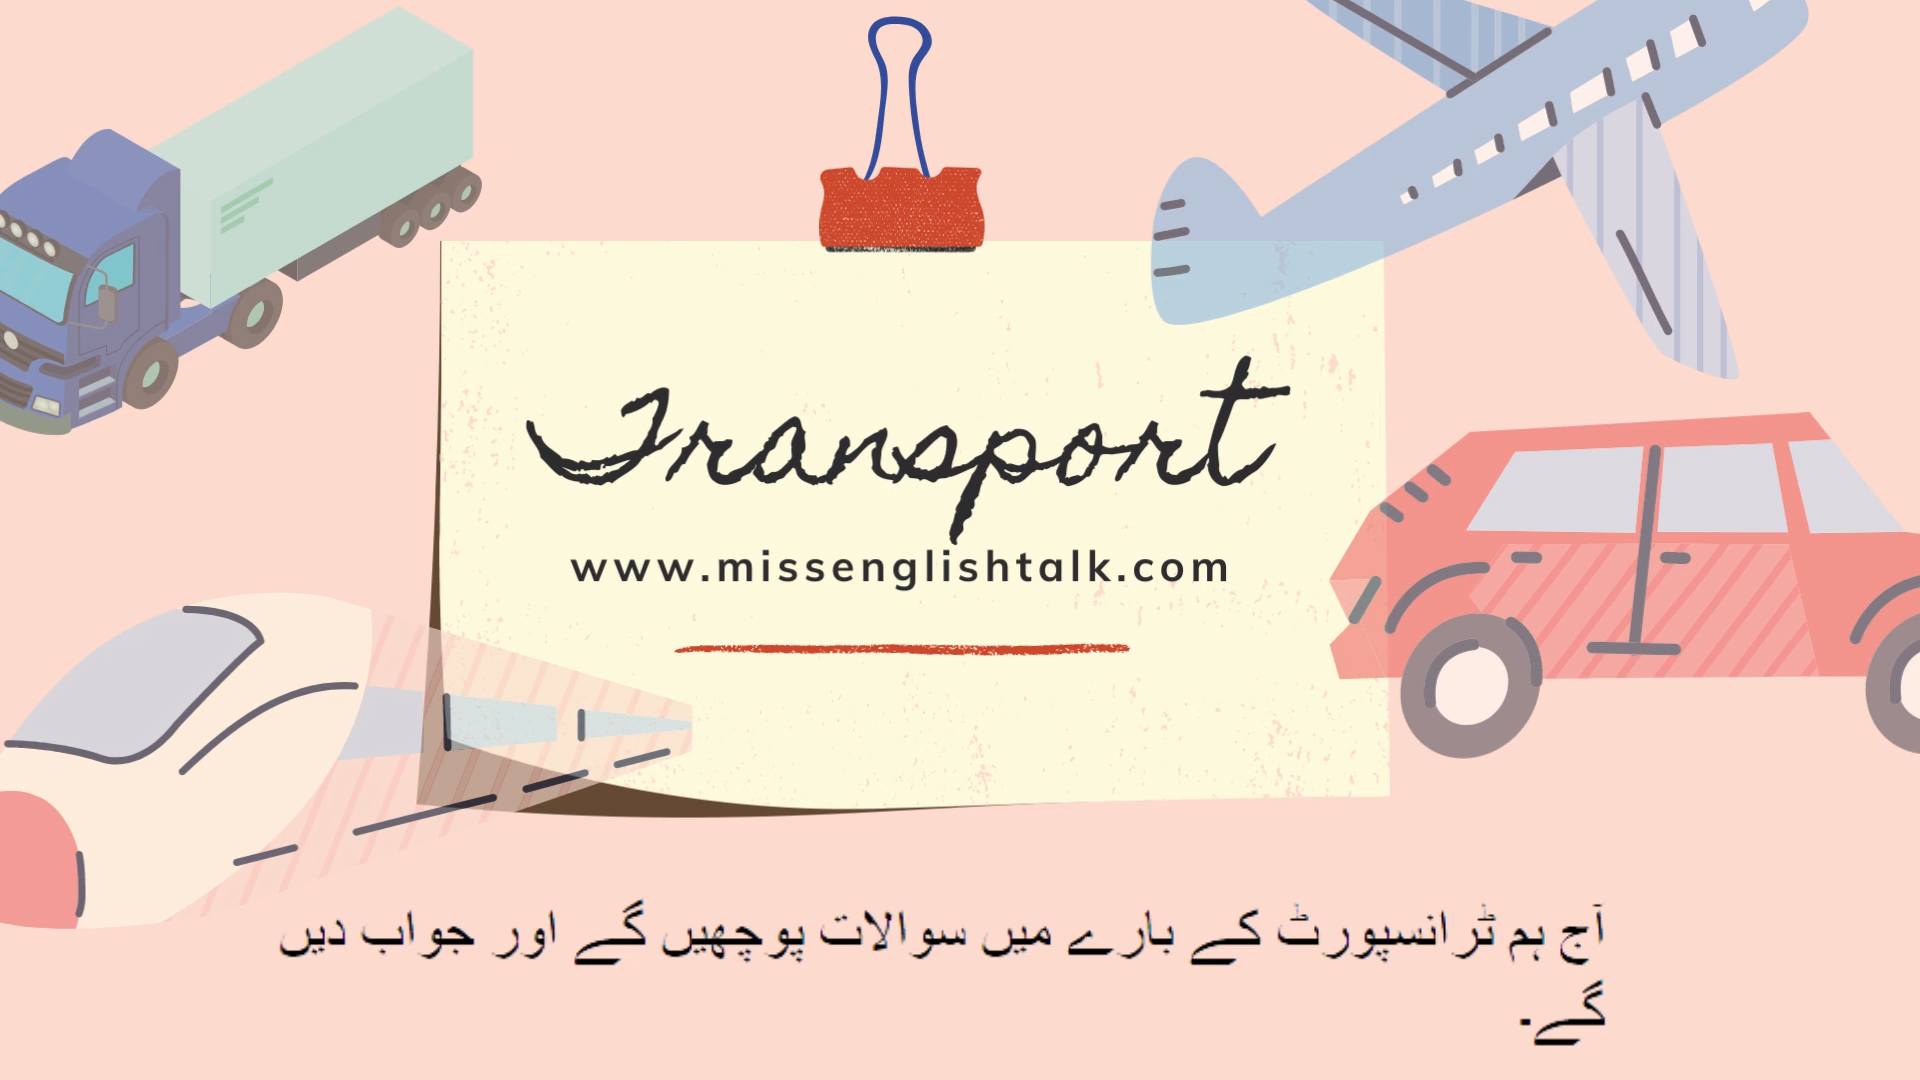 Transport
www.missenglishtalk.com
آج ہم ٹرانسپورٹ کے بارے میں سوالات پوچھیں گے اور جواب دیں
گے۔